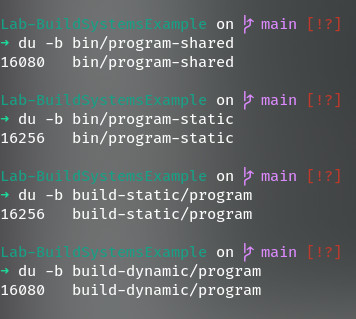 Lab-BuildSystemsExample on main [!?]
➜ du -b bin/program-shared
16080 bin/program-shared
Lab-BuildSystemsExample on main [!?]
➜ du -b bin/program-static
16256 bin/program-static
Lab-BuildSystemsExample on main [!?]
➜ du -b build-static/program
16256 build-static/program
Lab-BuildSystemsExample on main [!?]
➜ du -b build-dynamic/program
16080 build-dynamic/program